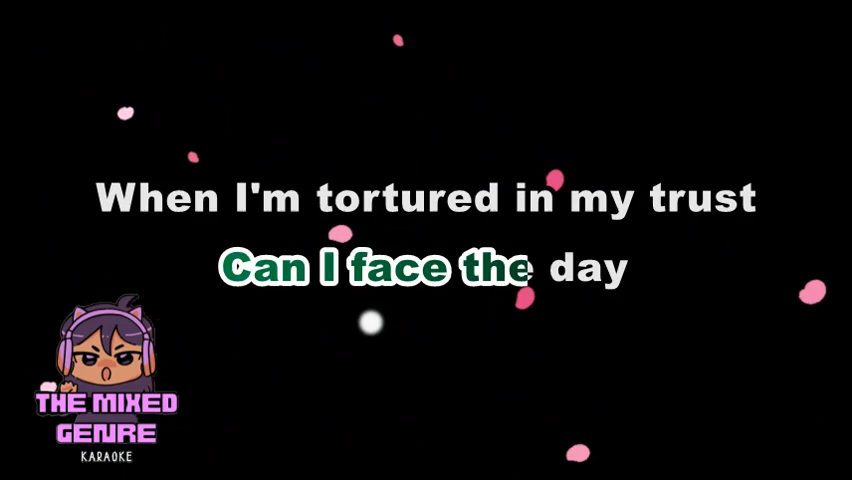 When I'm tortured in my trust
Can I face the day
THE MIXED
GENRE
KARAOKE